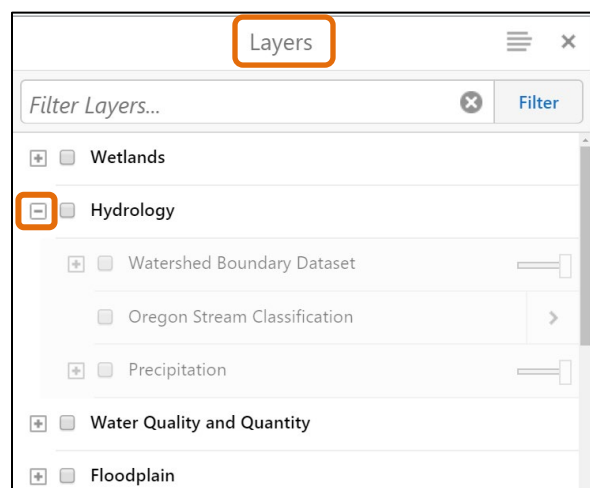 Layers
Filter Layers... Filter
Wetlands
Hydrology
Watershed Boundary Dataset
Oregon Stream Classification
Precipitation
Water Quality and Quantity
Floodplain